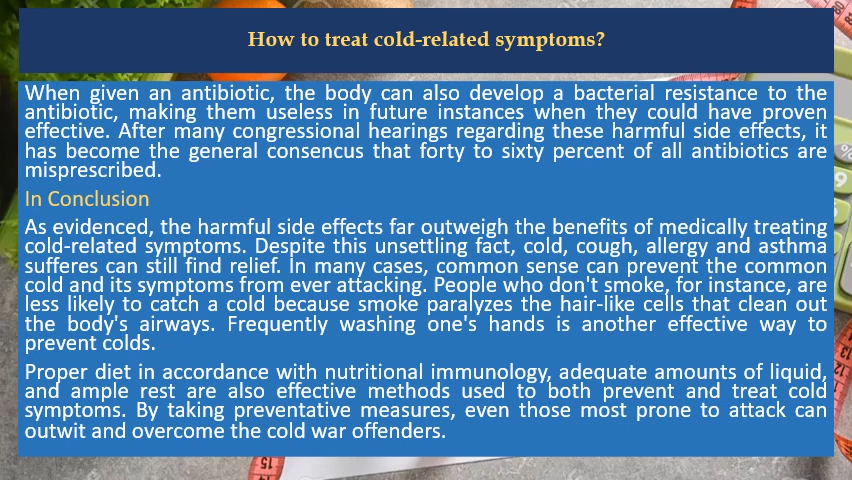 How to treat cold-related symptoms?
When given an antibiotic, the body can also develop a bacterial resistance to the
antibiotic, making them useless in future instances when they could have proven
effective. After many congressional hearings regarding these harmful side effects, it
has become the general consencus that forty to sixty percent of all antibiotics are
misprescribed.
In Conclusion
As evidenced, the harmful side effects far outweigh the benefits of medically treating
cold-related symptoms. Despite this unsettling fact, cold, cough, allergy and asthma
sufferes can still find relief. In many cases, common sense can prevent the common
cold and its symptoms from ever attacking. People who don't smoke, for instance, are
less likely to catch a cold because smoke paralyzes the hair-like cells that clean out
the body's airways. Frequently washing one's hands is another effective way to
prevent colds.
Proper diet in accordance with nutritional immunology, adequate amounts of liquid,
and ample rest are also effective methods used to both prevent and treat cold
symptoms. By taking preventative measures, even those most prone to attack can
outwit and overcome the cold war offenders.
%
9
15
14
13
12